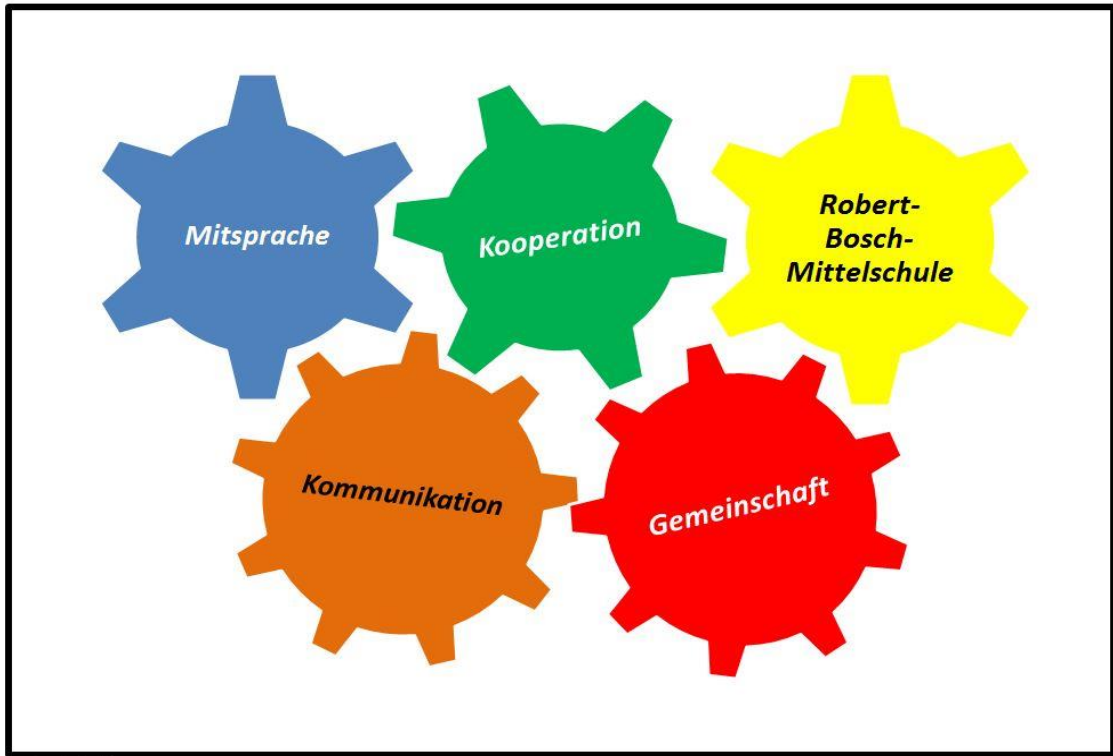 Mitsprache
Kooperation
Robert-
Bosch-
Mittelschule
Kommunikation
Gemeinschaft